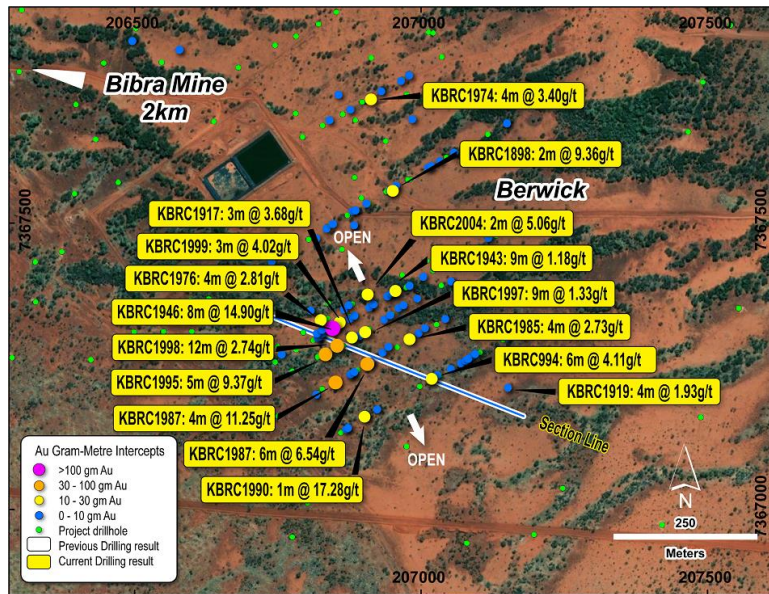 206500
207000
207500
Bibra Mine
2km
KBRC1974: 4m @ 3.40g/t
KBRC1898: 2m @ 9.36g/t
Berwick
7367500
7367500
KBRC1917: 3m @ 3.68g/t
KBRC2004: 2m @ 5.06g/t
OPEN
KBRC1999: 3m @ 4.02g/t
KBRC1943: 9m @ 1.18g/t
KBRC1976: 4m @ 2.81g/t
KBRC1997: 9m @ 1.33g/t
KBRC1946: 8m @ 14.90g/t
KBRC1985: 4m @ 2.73g/t
KBRC1998: 12m @ 2.74g/t
KBRC994: 6m @ 4.11g/t
KBRC1995: 5m @ 9.37g/t
KBRC1919: 4m @ 1.93g/t
KBRC1987: 4m @ 11.25g/t
Section Line
KBRC1987: 6m @ 6.54g/t
OPEN
KBRC1990: 1m @ 17.28g/t
Au Gram-Metre Intercepts
>100 gm Au
30 - 100 gm Au
10 - 30 gm Au
0 - 10 gm Au
Project drillhole
Previous Drilling result
Current Drilling result
N
250
Meters
7367000
7367000
207000
207500